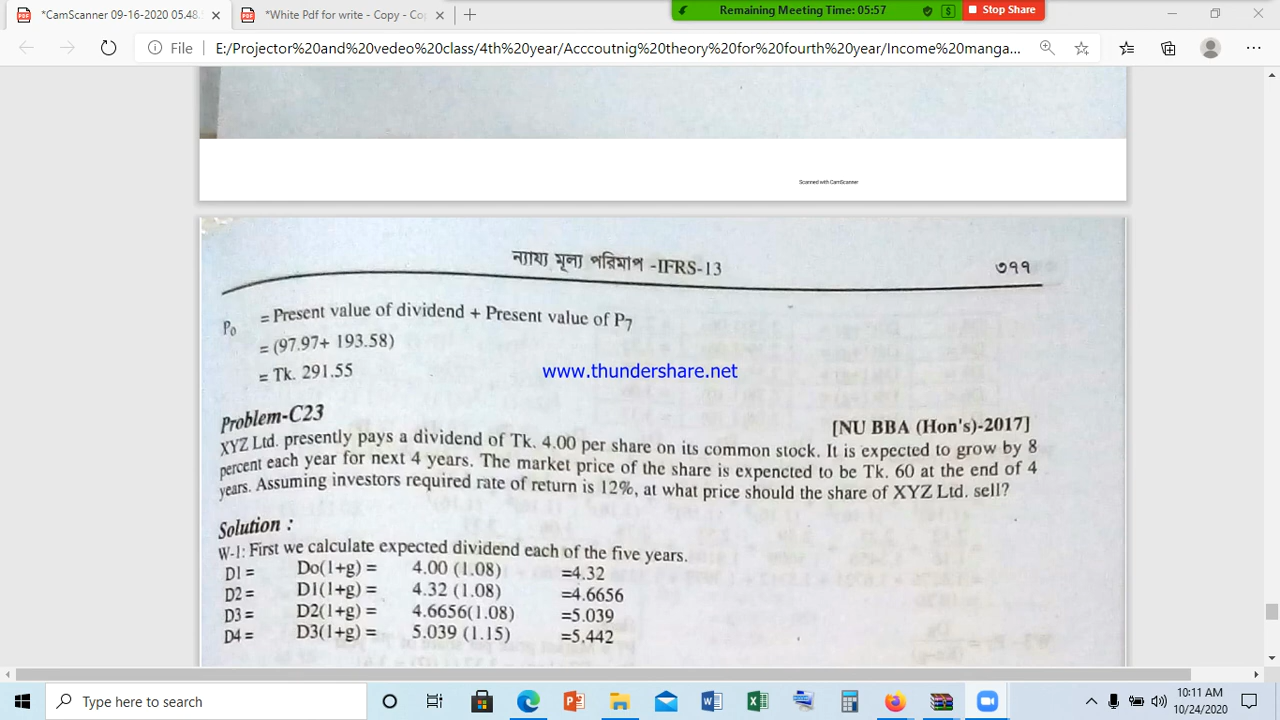 *CamScanner 09-16-2020 05.48.
*White Pdf for write - Copy - Cop
Remaining Meeting Time: 05:57
Stop Share
File
E:/Projector%20and%20vedeo%20class/4th%20year/Acccoutnig%20theory%20for%20fourth%20year/Income%20manga...
Scanned with CamScanner
ন্যায্য মূল্য পরিমাপ -IFRS-13
৩৭৭
P0 = Present value of dividend + Present value of P7
= (97.97+ 193.58)
= Tk. 291.55
www.thundershare.net
Problem-C23
[NU BBA (Hon's)-2017]
XYZ Ltd. presently pays a dividend of Tk. 4.00 per share on its common stock. It is expected to grow by 8
percent each year for next 4 years. The market price of the share is expencted to be Tk. 60 at the end of 4
years. Assuming investors required rate of return is 12%, at what price should the share of XYZ Ltd. sell?
Solution :
W-1: First we calculate expected dividend each of the five years.
D1 = Do(1+g) = 4.00 (1.08) =4.32
D2 = D1(1+g) = 4.32 (1.08) =4.6656
D3 = D2(1+g) = 4.6656(1.08) =5.039
D4 = D3(1+g) = 5.039 (1.15) =5.442
Type here to search
10:11 AM
10/24/2020